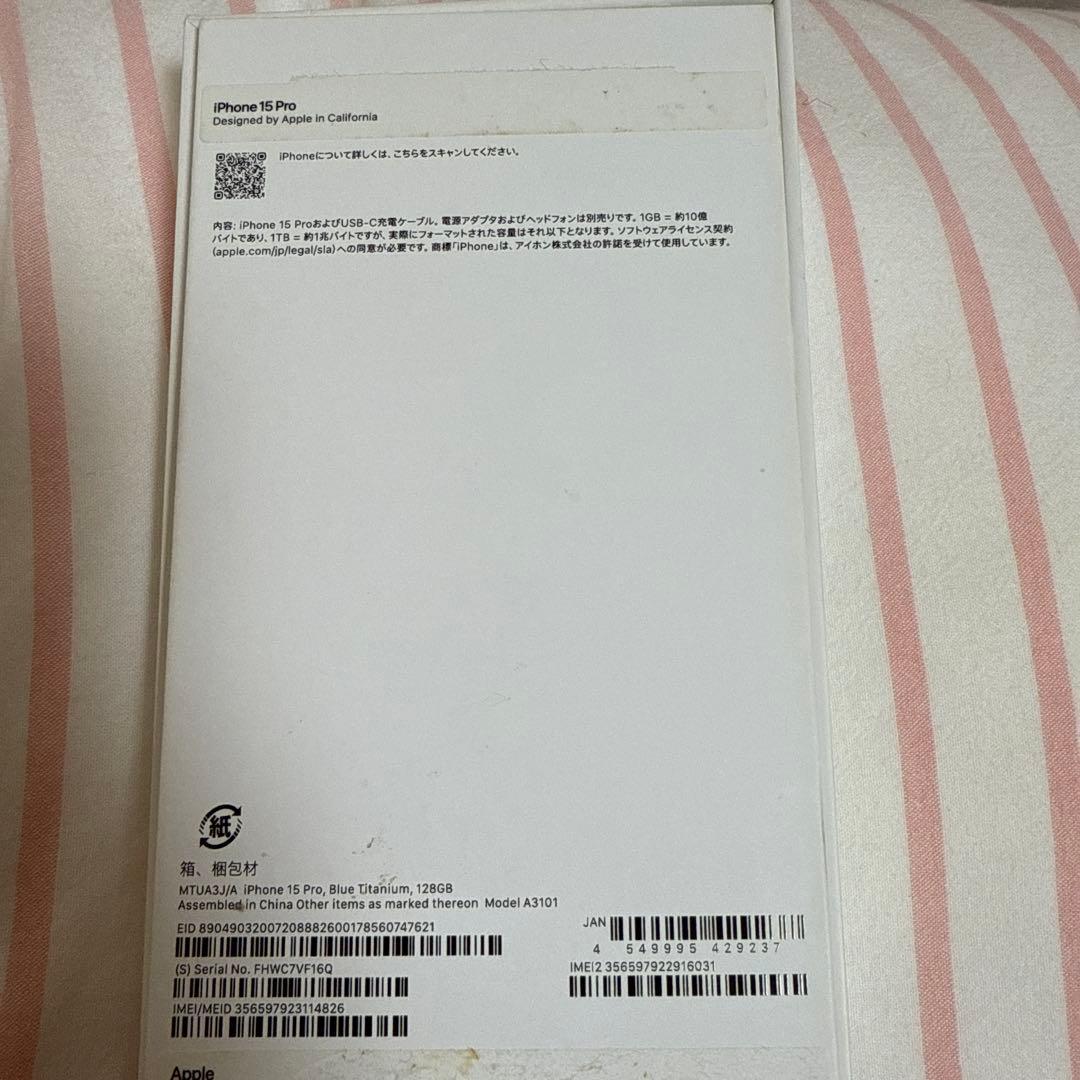 iPhone 15 Pro
Designed by Apple in California
iPhoneについて詳しくは、こちらをスキャンしてください。
内容: iPhone 15 ProおよびUSB-C充電ケーブル。電源アダプタおよびヘッドフォンは別売りです。1GB = 約10億
バイトであり、1TB = 約1兆バイトですが、実際にフォーマットされた容量はそれ以下となります。ソフトウェアライセンス契約
(apple.com/jp/legal/sla)への同意が必要です。商標「iPhone」は、アイホン株式会社の許諾を受けて使用しています。
紙
箱、梱包材
MTUA3J/A iPhone 15 Pro, Blue Titanium, 128GB
Assembled in China Other items as marked thereon Model A3101
EID 89049032007208882600178560747621
JAN
4 549995 429237
(S) Serial No. FHWC7VF16Q
IMEI2 356597922916031
IMEI/MEID 356597923114826
Apple